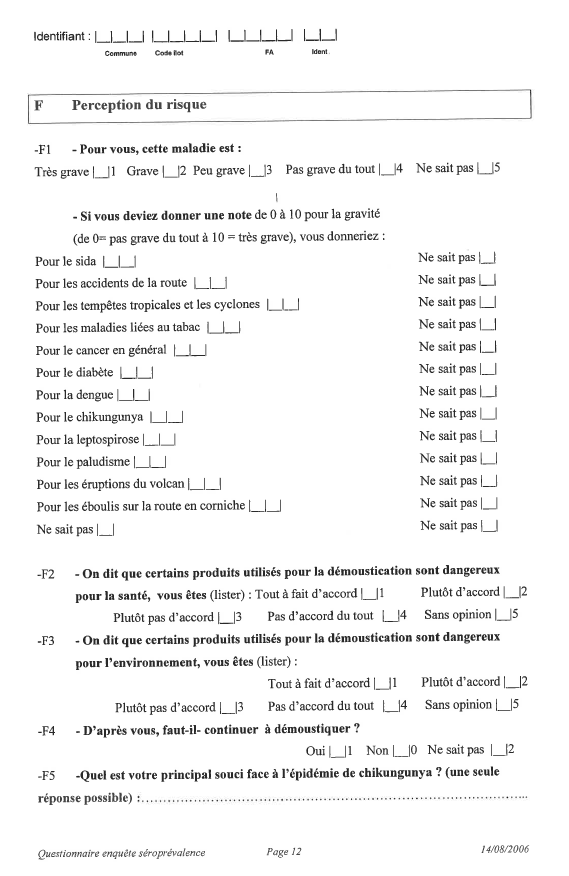 Identifiant : |__|__|__| |__|__|__|__| |__|__|__|__| |__|__|
Commune Code îlot FA Ident.
F Perception du risque
-F1 - Pour vous, cette maladie est :
Très grave |__|1 Grave |__|2 Peu grave |__|3 Pas grave du tout |__|4 Ne sait pas |__|5
- Si vous deviez donner une note de 0 à 10 pour la gravité
(de 0= pas grave du tout à 10 = très grave), vous donneriez :
Pour le sida |__|__| Ne sait pas |__|
Pour les accidents de la route |__|__| Ne sait pas |__|
Pour les tempêtes tropicales et les cyclones |__|__| Ne sait pas |__|
Pour les maladies liées au tabac |__|__| Ne sait pas |__|
Pour le cancer en général |__|__| Ne sait pas |__|
Pour le diabète |__|__| Ne sait pas |__|
Pour la dengue |__|__| Ne sait pas |__|
Pour le chikungunya |__|__| Ne sait pas |__|
Pour la leptospirose |__|__| Ne sait pas |__|
Pour le paludisme |__|__| Ne sait pas |__|
Pour les éruptions du volcan |__|__| Ne sait pas |__|
Pour les éboulis sur la route en corniche |__|__| Ne sait pas |__|
Ne sait pas |__| Ne sait pas |__|
-F2 - On dit que certains produits utilisés pour la démoustication sont dangereux
pour la santé, vous êtes (lister) : Tout à fait d'accord |__|1 Plutôt d'accord |__|2
Plutôt pas d'accord |__|3 Pas d'accord du tout |__|4 Sans opinion |__|5
-F3 - On dit que certains produits utilisés pour la démoustication sont dangereux
pour l'environnement, vous êtes (lister) :
Tout à fait d'accord |__|1 Plutôt d'accord |__|2
Plutôt pas d'accord |__|3 Pas d'accord du tout |__|4 Sans opinion |__|5
-F4 - D'après vous, faut-il- continuer à démoustiquer ?
Oui |__|1 Non |__|0 Ne sait pas |__|2
-F5 -Quel est votre principal souci face à l'épidémie de chikungunya ? (une seule
réponse possible) :..........................................................................................
Questionnaire enquête séroprévalence Page 12 14/08/2006